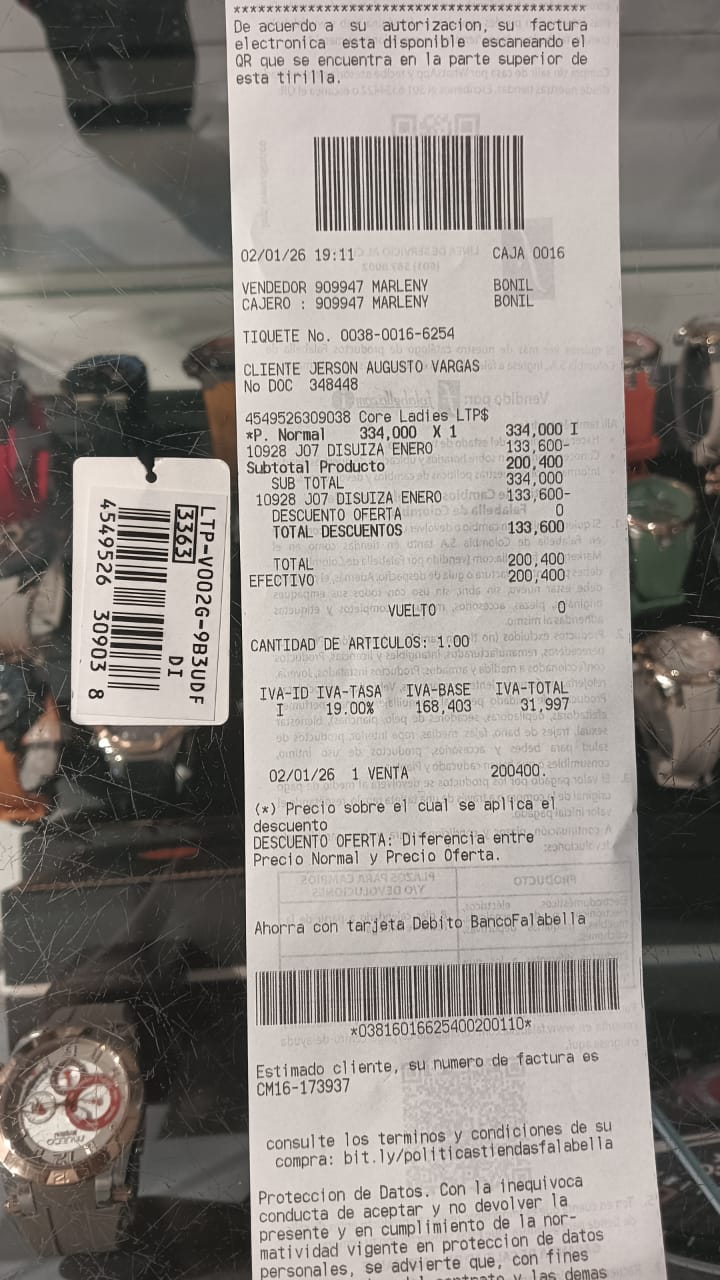 ******************************************
De acuerdo a su autorizacion, su factura
electronica esta disponible escaneando el
QR que se encuentra en la parte superior de
esta tirilla.
02/01/26 19:11 CAJA 0016
VENDEDOR 909947 MARLENY BONIL
CAJERO : 909947 MARLENY BONIL
TIQUETE No. 0038-0016-6254
CLIENTE JERSON AUGUSTO VARGAS
No DOC 348448
4549526309038 Core Ladies LTP$
*P. Normal 334,000 X 1 334,000 I
10928 J07 DISUIZA ENERO 133,600-
Subtotal Producto 200,400
SUB TOTAL 334,000
10928 J07 DISUIZA ENERO 133,600-
DESCUENTO OFERTA 0
TOTAL DESCUENTOS 133,600
TOTAL 200,400
EFECTIVO 200,400
VUELTO 0
CANTIDAD DE ARTICULOS: 1.00
IVA-ID IVA-TASA IVA-BASE IVA-TOTAL
I 19.00% 168,403 31,997
02/01/26 1 VENTA 200400.
(*) Precio sobre el cual se aplica el
descuento
DESCUENTO OFERTA: Diferencia entre
Precio Normal y Precio Oferta.
Ahorra con tarjeta Debito BancoFalabella
*03816016625400200110*
Estimado cliente, su numero de factura es
CM16-173937
consulte los terminos y condiciones de su
compra: bit.ly/politicastiendasfalabella
Proteccion de Datos. Con la inequivoca
conducta de aceptar y no devolver la
presente y en cumplimiento de la nor-
matividad vigente en proteccion de datos
personales, se advierte que, con fines
y las demas
LTP-V002G-9B3UDF
3363 DI
4549526 30903 8